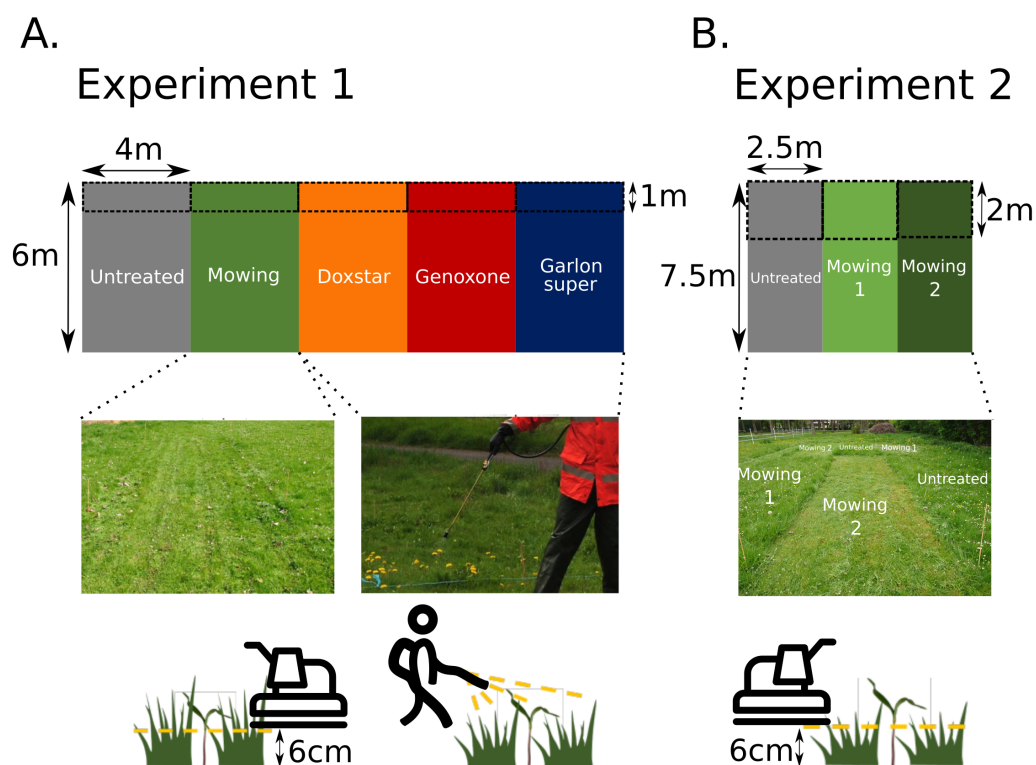 A.
Experiment 1
4m
6m
1m
Untreated
Mowing
Doxstar
Genoxone
Garlon
super
6cm
B.
Experiment 2
2.5m
7.5m
2m
Untreated
Mowing
1
Mowing
2
Mowing 2
Untreated
Mowing 1
Mowing
1
Untreated
Mowing
2
6cm